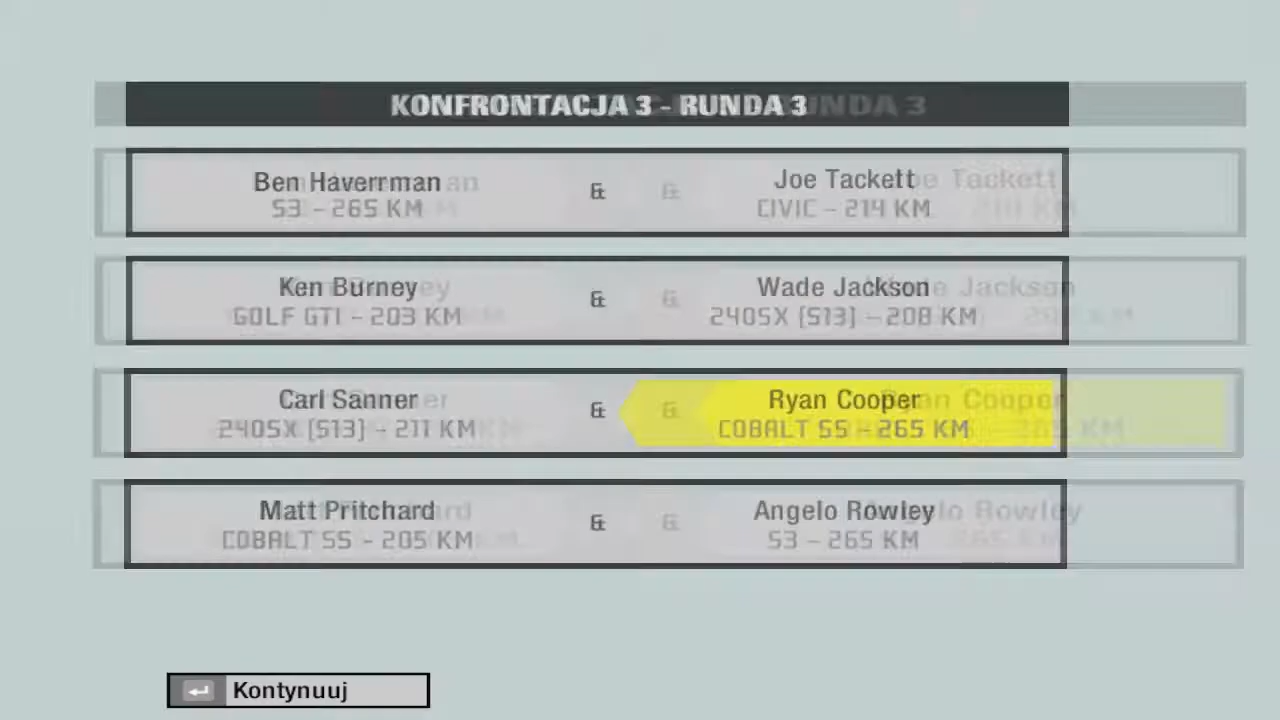 KONFRONTACJA 3 - RUNDA 3
Ben Haverrman & Joe Tackett
S3 - 265 KM CIVIC - 214 KM
Ken Burney & Wade Jackson
GOLF GTI - 203 KM 240SX (S13) - 208 KM
Carl Sanner & Ryan Cooper
240SX (S13) - 211 KM COBALT SS - 265 KM
Matt Pritchard & Angelo Rowley
COBALT SS - 205 KM S3 - 265 KM
Kontynuuj